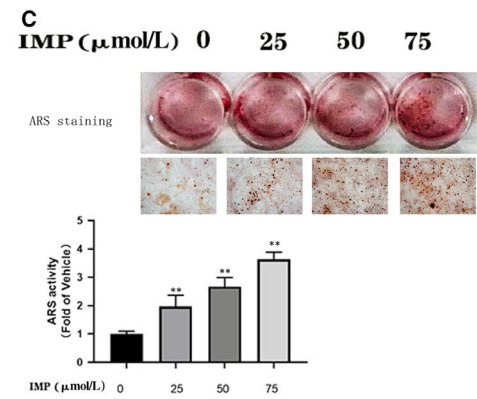 C
IMP (μmol/L) 0 25 50 75
ARS staining
ARS activity
(Fold of Vehicle)
5
4
3
2
1
0
**
**
**
IMP (μmol/L) 0 25 50 75